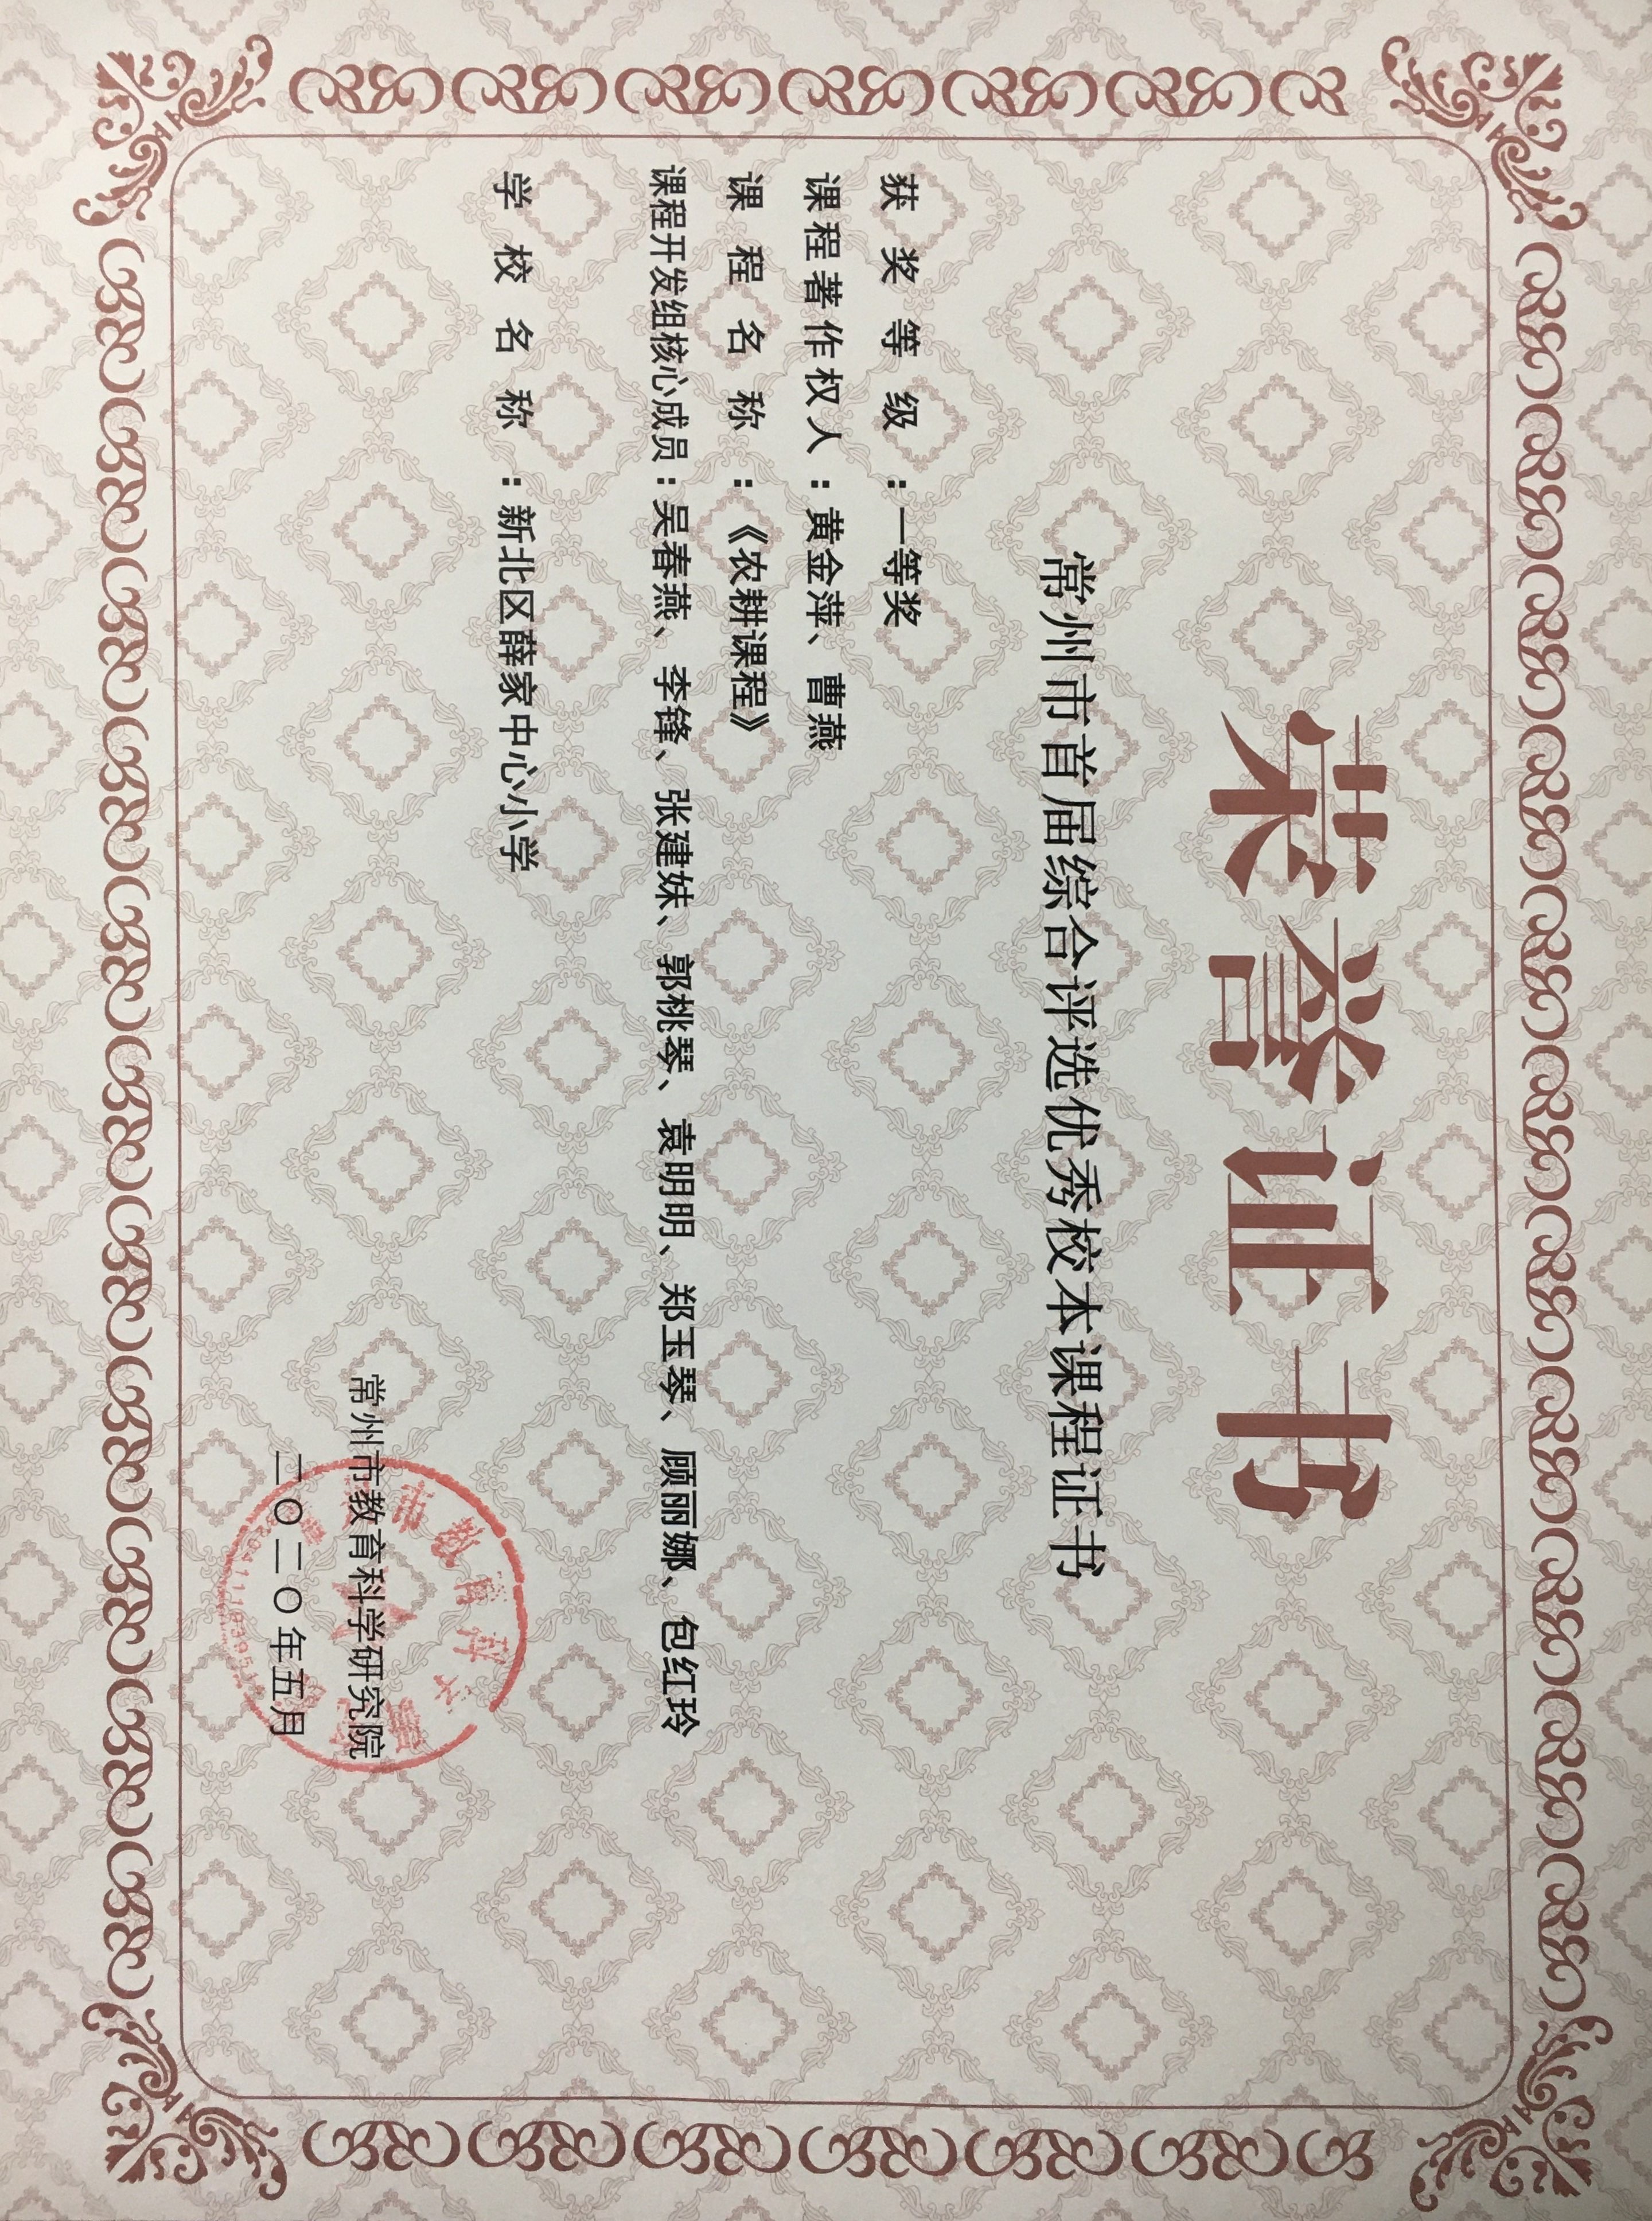 荣誉证书
常州市首届综合评选优秀校本课程证书
获奖等级：一等奖
课程著作权人：黄金萍、曹燕
课程名称：《农耕课程》
课程开发组核心成员：吴春燕、李锋、张建妹、郭桃琴、袁明明、郑玉琴、顾丽娜、包红玲
学校名称：新北区薛家中心小学
常州市教育科学研究院
二〇二〇年五月